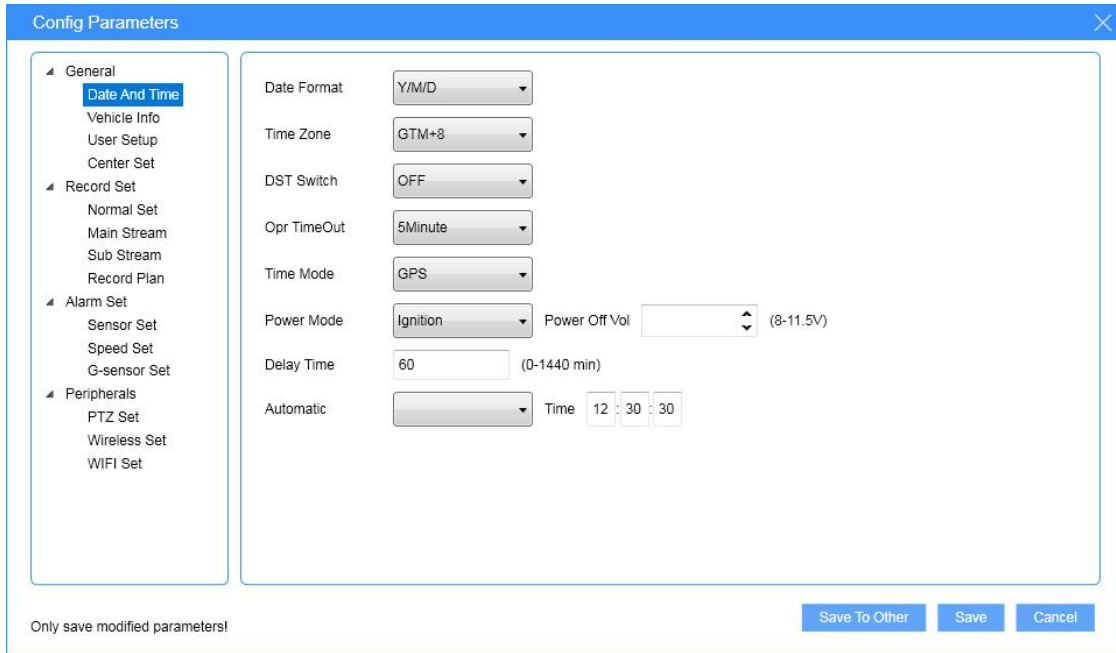 Config Parameters
General
Date And Time
Vehicle Info
User Setup
Center Set
Record Set
Normal Set
Main Stream
Sub Stream
Record Plan
Alarm Set
Sensor Set
Speed Set
G-sensor Set
Peripherals
PTZ Set
Wireless Set
WIFI Set
Date Format Y/M/D
Time Zone GTM+8
DST Switch OFF
Opr TimeOut 5Minute
Time Mode GPS
Power Mode Ignition Power Off Vol (8-11.5V)
Delay Time 60 (0-1440 min)
Automatic Time 12 : 30 : 30
Only save modified parameters!
Save To Other Save Cancel